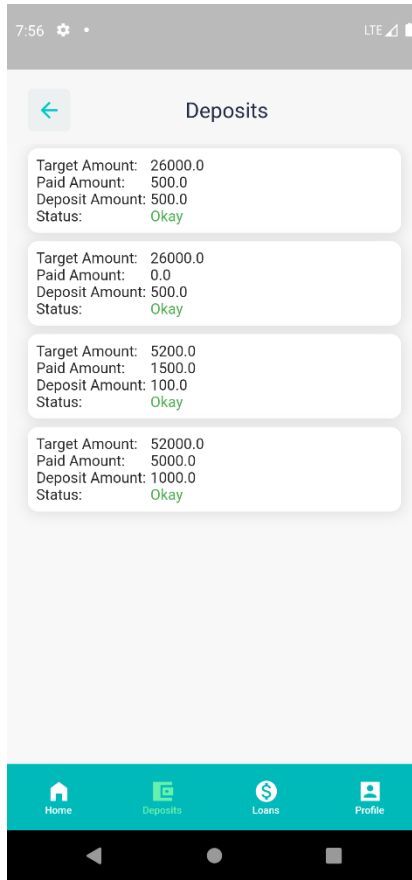 7:56 LTE
Deposits
Target Amount: 26000.0
Paid Amount: 500.0
Deposit Amount: 500.0
Status: Okay
Target Amount: 26000.0
Paid Amount: 0.0
Deposit Amount: 500.0
Status: Okay
Target Amount: 5200.0
Paid Amount: 1500.0
Deposit Amount: 100.0
Status: Okay
Target Amount: 52000.0
Paid Amount: 5000.0
Deposit Amount: 1000.0
Status: Okay
Home Deposits Loans Profile